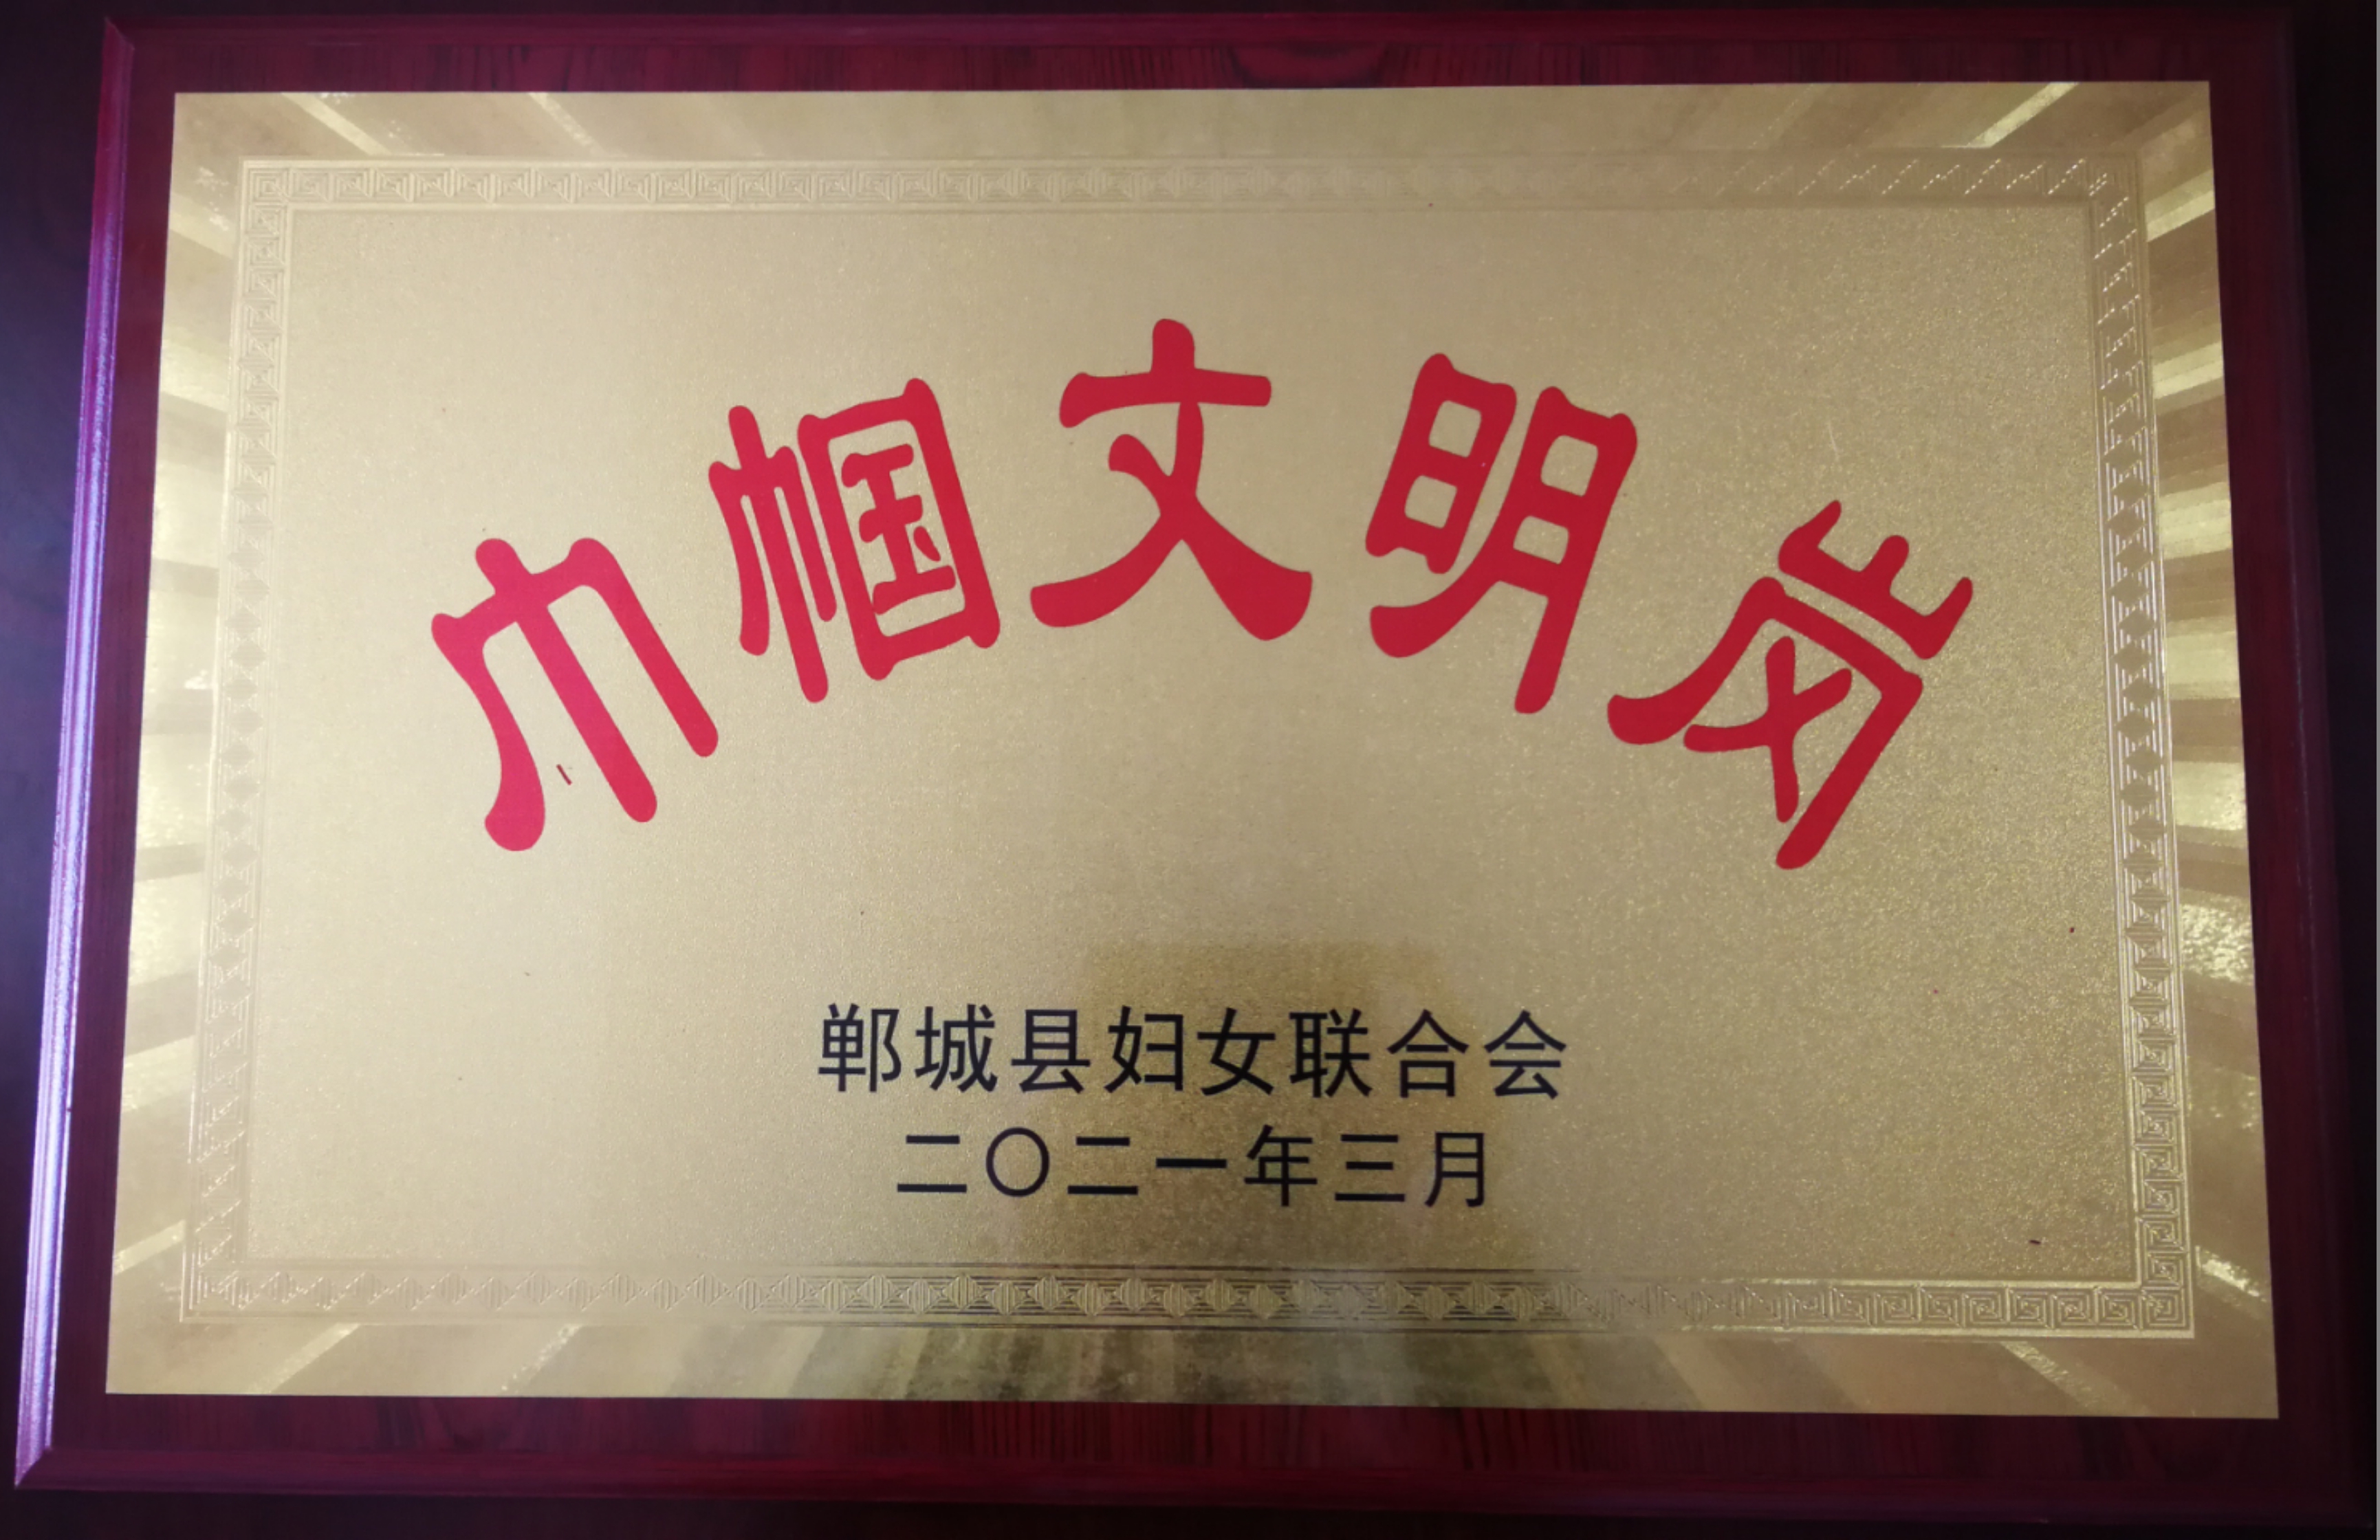 巾帼文明岗
郸城县妇女联合会
二〇二一年三月